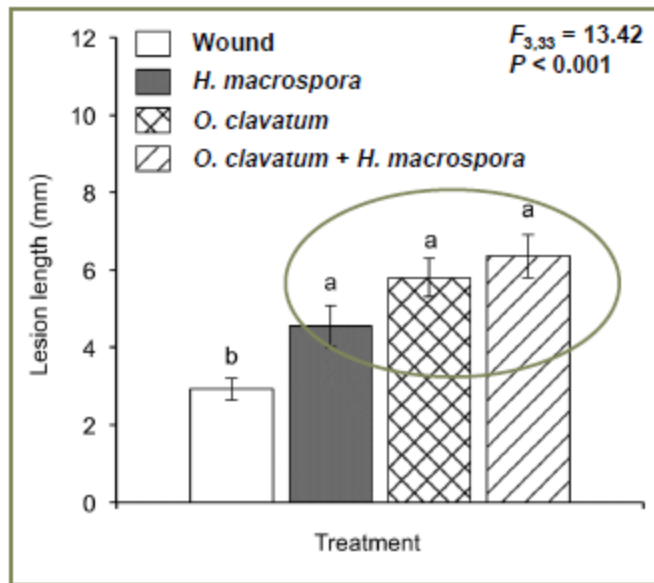 12
10
8
6
4
2
0
Lesion length (mm)
Wound
H. macrospora
O. clavatum
O. clavatum + H. macrospora
F3,33 = 13.42
P < 0.001
b
a
a
a
Treatment